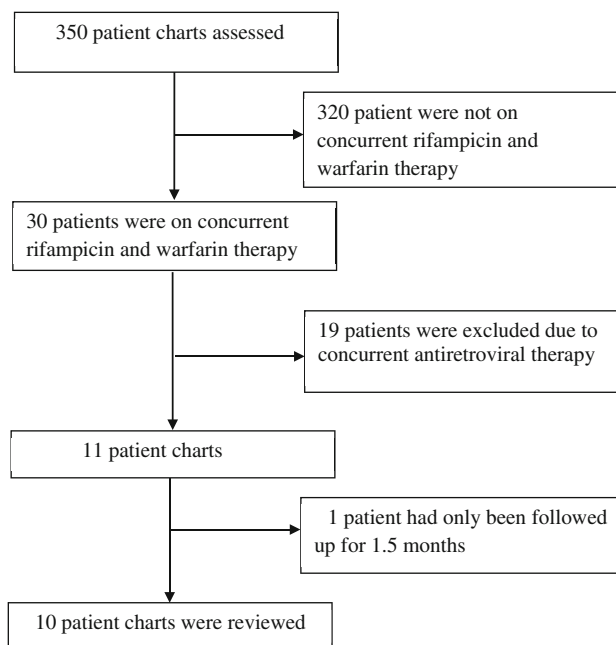 350 patient charts assessed
320 patient were not on
concurrent rifampicin and
warfarin therapy
30 patients were on concurrent
rifampicin and warfarin therapy
19 patients were excluded due to
concurrent antiretroviral therapy
11 patient charts
1 patient had only been followed
up for 1.5 months
10 patient charts were reviewed